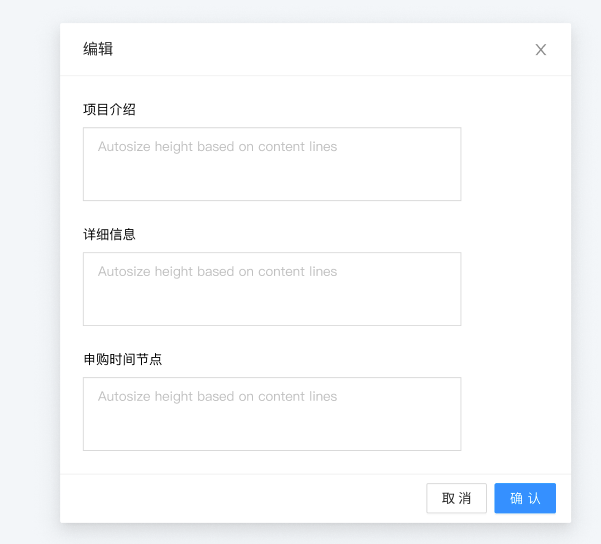 编辑
项目介绍
Autosize height based on content lines
详细信息
Autosize height based on content lines
申购时间节点
Autosize height based on content lines
取 消
确 认